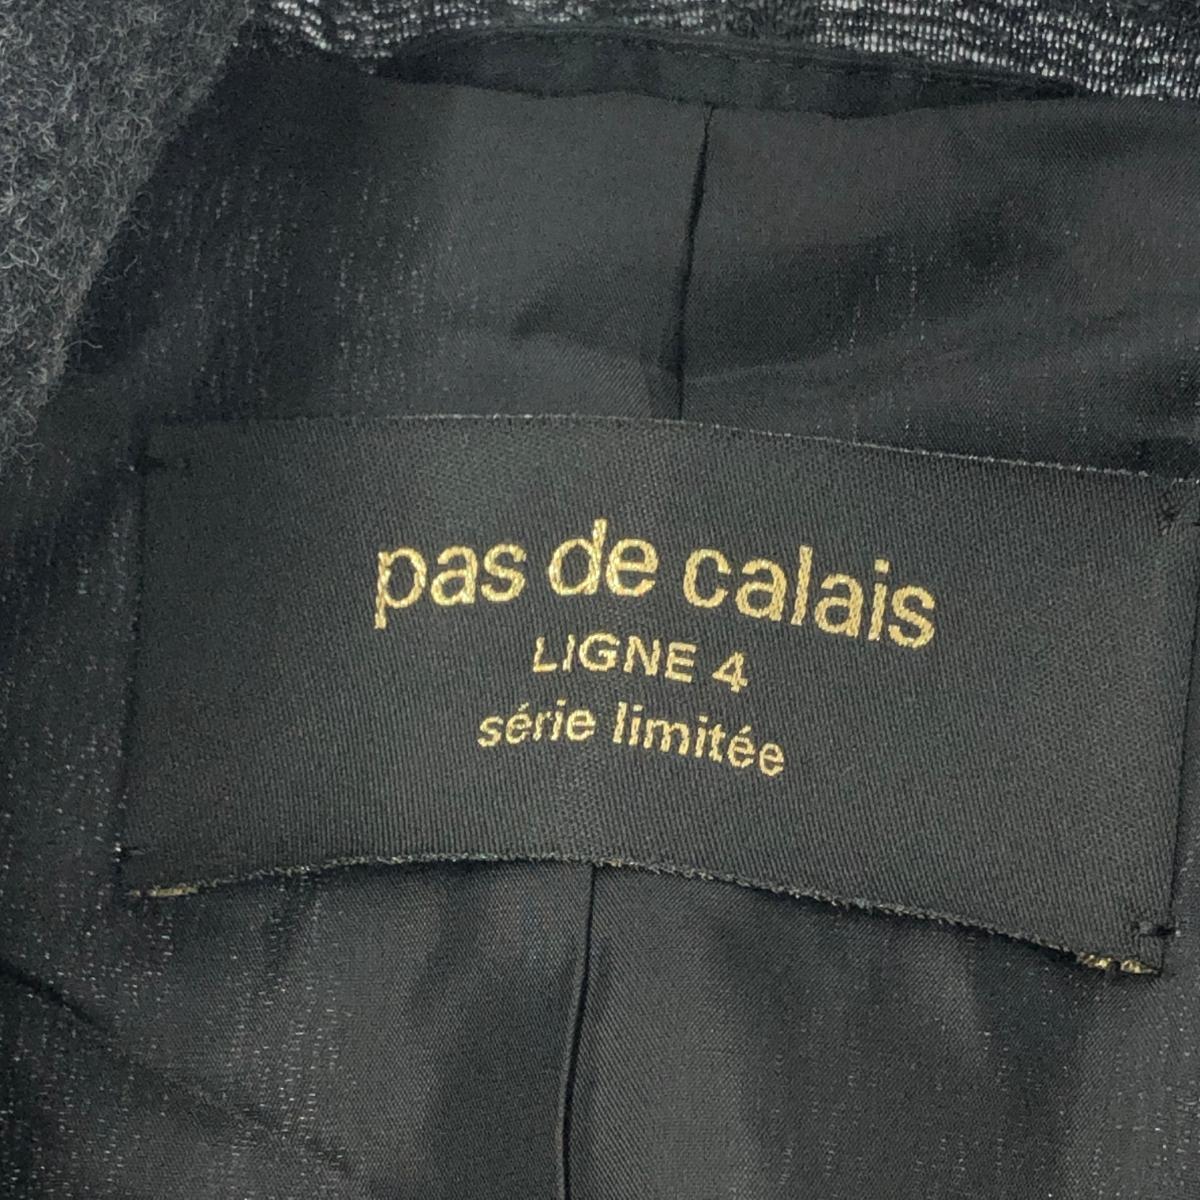 pas de calais
LIGNE 4
série limitée